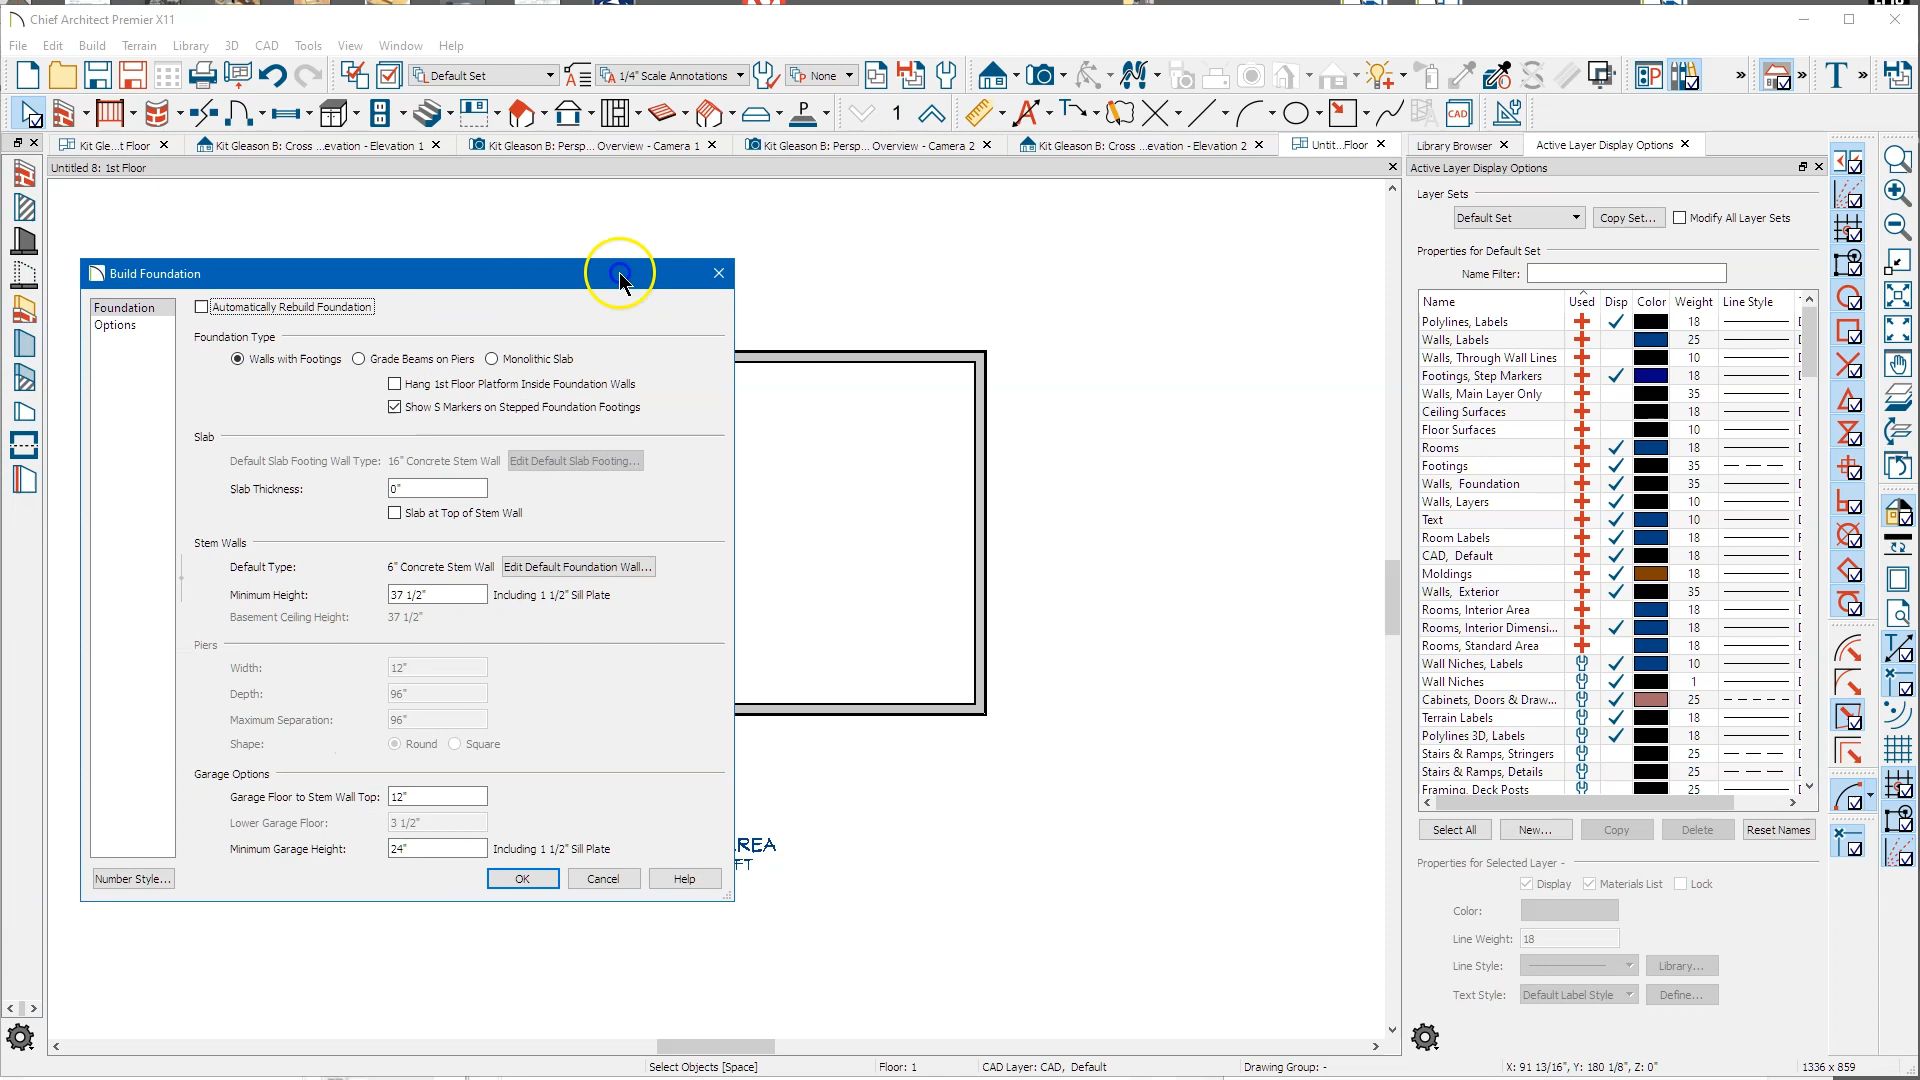 Chief Architect Premier X11
File Edit Build Terrain Library 3D CAD Tools View Window Help
Default Set 1/4" Scale Annotations None
P 1 A CAD T
Kit Gle...t Floor Kit Gleason B: Cross ...evation - Elevation 1 Kit Gleason B: Persp... Overview - Camera 1 Kit Gleason B: Persp... Overview - Camera 2 Kit Gleason B: Cross ...evation - Elevation 2 Untit...Floor Library Browser Active Layer Display Options
Untitled 8: 1st Floor
Active Layer Display Options
Build Foundation
Foundation
Options
Automatically Rebuild Foundation
Foundation Type
Walls with Footings Grade Beams on Piers Monolithic Slab
Hang 1st Floor Platform Inside Foundation Walls
Show S Markers on Stepped Foundation Footings
Slab
Default Slab Footing Wall Type: 16" Concrete Stem Wall Edit Default Slab Footing...
Slab Thickness: 0"
Slab at Top of Stem Wall
Stem Walls
Default Type: 6" Concrete Stem Wall Edit Default Foundation Wall...
Minimum Height: 37 1/2" Including 1 1/2" Sill Plate
Basement Ceiling Height: 37 1/2"
Piers
Width: 12"
Depth: 96"
Maximum Separation: 96"
Shape: Round Square
Garage Options
Garage Floor to Stem Wall Top: 12"
Lower Garage Floor: 3 1/2"
Minimum Garage Height: 24" Including 1 1/2" Sill Plate
Number Style... OK Cancel Help
REA
FT
Layer Sets
Default Set Copy Set... Modify All Layer Sets
Properties for Default Set
Name Filter:
Name Used Disp Color Weight Line Style
Polylines, Labels 18
Walls, Labels 25
Walls, Through Wall Lines 10
Footings, Step Markers 18
Walls, Main Layer Only 35
Ceiling Surfaces 18
Floor Surfaces 10
Rooms 18
Footings 35
Walls, Foundation 35
Walls, Layers 10
Text 10
Room Labels 18
CAD, Default 18
Moldings 18
Walls, Exterior 35
Rooms, Interior Area 18
Rooms, Interior Dimensi... 18
Rooms, Standard Area 18
Wall Niches, Labels 10
Wall Niches 1
Cabinets, Doors & Draw... 25
Terrain Labels 18
Polylines 3D, Labels 18
Stairs & Ramps, Stringers 25
Stairs & Ramps, Details 25
Framing, Deck Posts 25
Select All New... Copy Delete Reset Names
Properties for Selected Layer -
Display Materials List Lock
Color:
Line Weight: 18
Line Style: Library...
Text Style: Default Label Style Define...
Select Objects [Space] Floor: 1 CAD Layer: CAD, Default Drawing Group: - X: 91 13/16", Y: 180 1/8", Z: 0" 1336 x 859